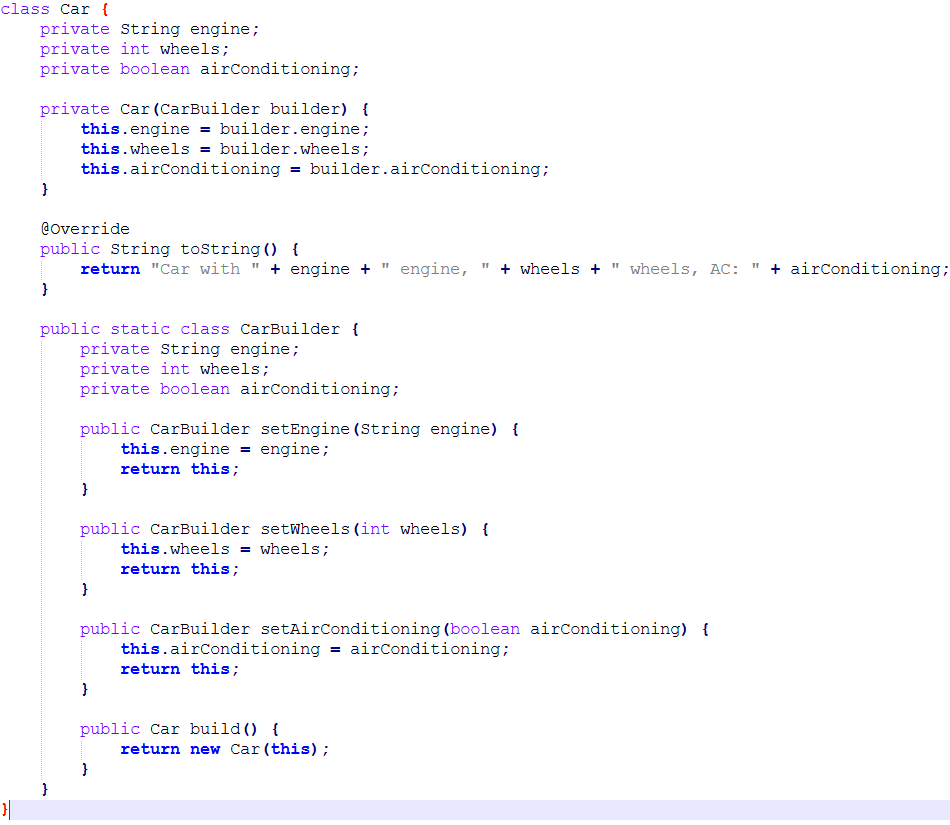 class Car {
    private String engine;
    private int wheels;
    private boolean airConditioning;

    private Car(CarBuilder builder) {
        this.engine = builder.engine;
        this.wheels = builder.wheels;
        this.airConditioning = builder.airConditioning;
    }

    @Override
    public String toString() {
        return "Car with " + engine + " engine, " + wheels + " wheels, AC: " + airConditioning;
    }

    public static class CarBuilder {
        private String engine;
        private int wheels;
        private boolean airConditioning;

        public CarBuilder setEngine(String engine) {
            this.engine = engine;
            return this;
        }

        public CarBuilder setWheels(int wheels) {
            this.wheels = wheels;
            return this;
        }

        public CarBuilder setAirConditioning(boolean airConditioning) {
            this.airConditioning = airConditioning;
            return this;
        }

        public Car build() {
            return new Car(this);
        }
    }
}